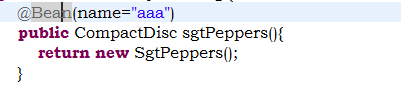 @Bean(name="aaa")
public CompactDisc sgtPeppers(){
return new SgtPeppers();
}